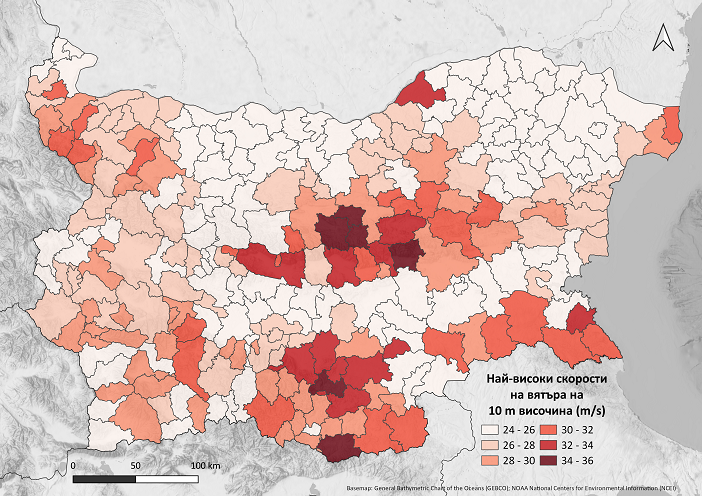 Най-високи скорости
на вятъра на
10 m височина (m/s)
24 - 26
30 - 32
26 - 28
32 - 34
28 - 30
34 - 36
0 50 100 km
Basemap: General Bathymetric Chart of the Oceans (GEBCO); NOAA National Centers for Environmental Information (NCEI)